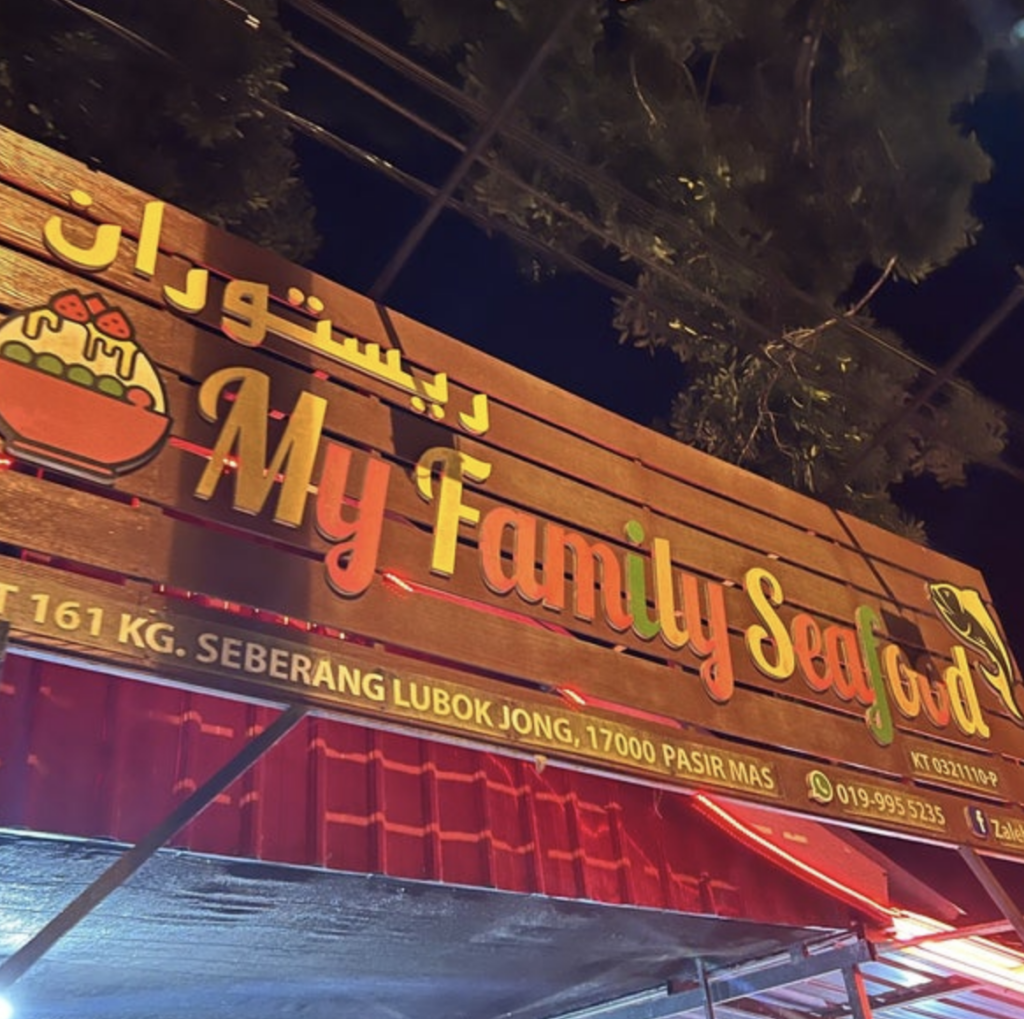 ريستوران
My Family Seafood
KT 0321110-P
T 161 KG. SEBERANG LUBOK JONG, 17000 PASIR MAS 019-995 5235